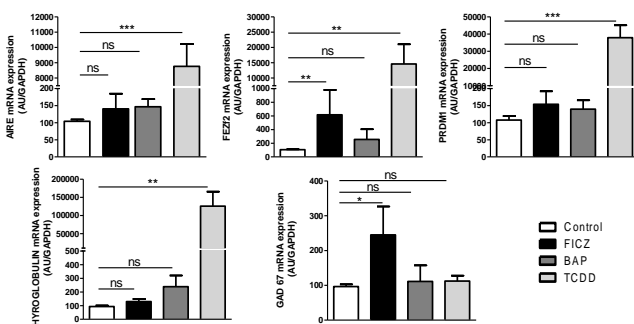 AIRE mRNA expression
(AU/GAPDH)
12000
11000
10000
9000
8000
200
150
100
50
0
***
ns
ns
FEZf2 mRNA expression
(AU/GAPDH)
30000
25000
20000
15000
10000
5000
1000
800
600
400
200
0
**
ns
**
PRDM1 mRNA expression
(AU/GAPDH)
50000
40000
30000
20000
10000
200
150
100
50
0
***
ns
ns
HYROGLOBULIN mRNA expression
(AU/GAPDH)
200000
150000
100000
50000
500
400
300
200
100
0
**
ns
ns
GAD 67 mRNA expression
(AU/GAPDH)
400
300
200
100
0
ns
ns
*
Control
FICZ
BAP
TCDD